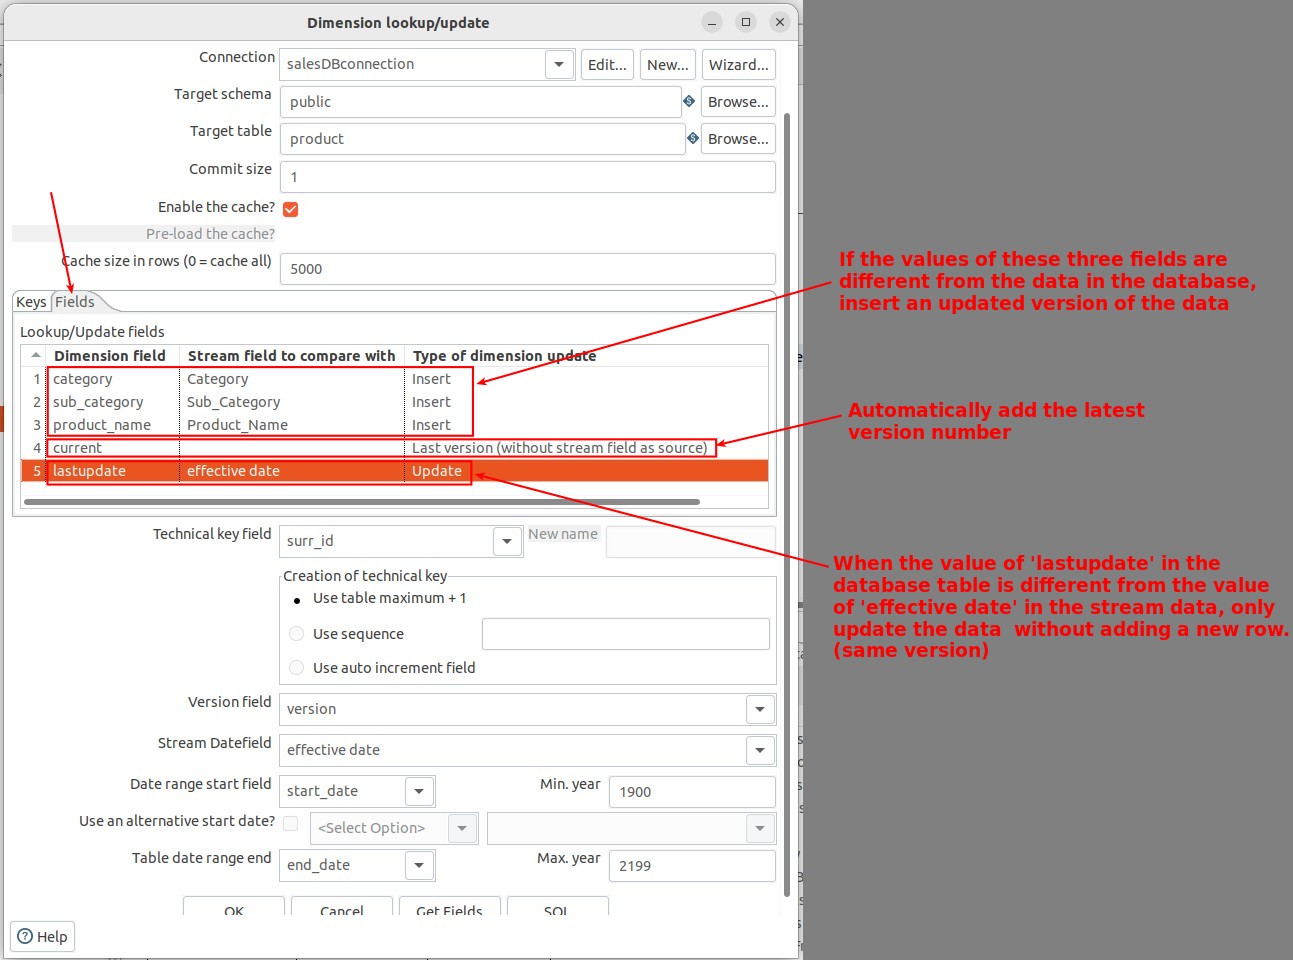 Dimension lookup/update
Connection salesDBconnection Edit... New... Wizard...
Target schema public Browse...
Target table product Browse...
Commit size 1
Enable the cache?
Pre-load the cache?
Cache size in rows (0 = cache all) 5000
Keys Fields
Lookup/Update fields
Dimension field Stream field to compare with Type of dimension update
1 category Category Insert
2 sub_category Sub_Category Insert
3 product_name Product_Name Insert
4 current Last version (without stream field as source)
5 lastupdate effective date Update
Technical key field surr_id New name
Creation of technical key
Use table maximum + 1
Use sequence
Use auto increment field
Version field version
Stream Datefield effective date
Date range start field start_date Min. year 1900
Use an alternative start date? <Select Option>
Table date range end end_date Max. year 2199
OK Cancel Get Fields SQL
Help
If the values of these three fields are
different from the data in the database,
insert an updated version of the data
Automatically add the latest
version number
When the value of 'lastupdate' in the
database table is different from the value
of 'effective date' in the stream data, only
update the data  without adding a new row.
(same version)